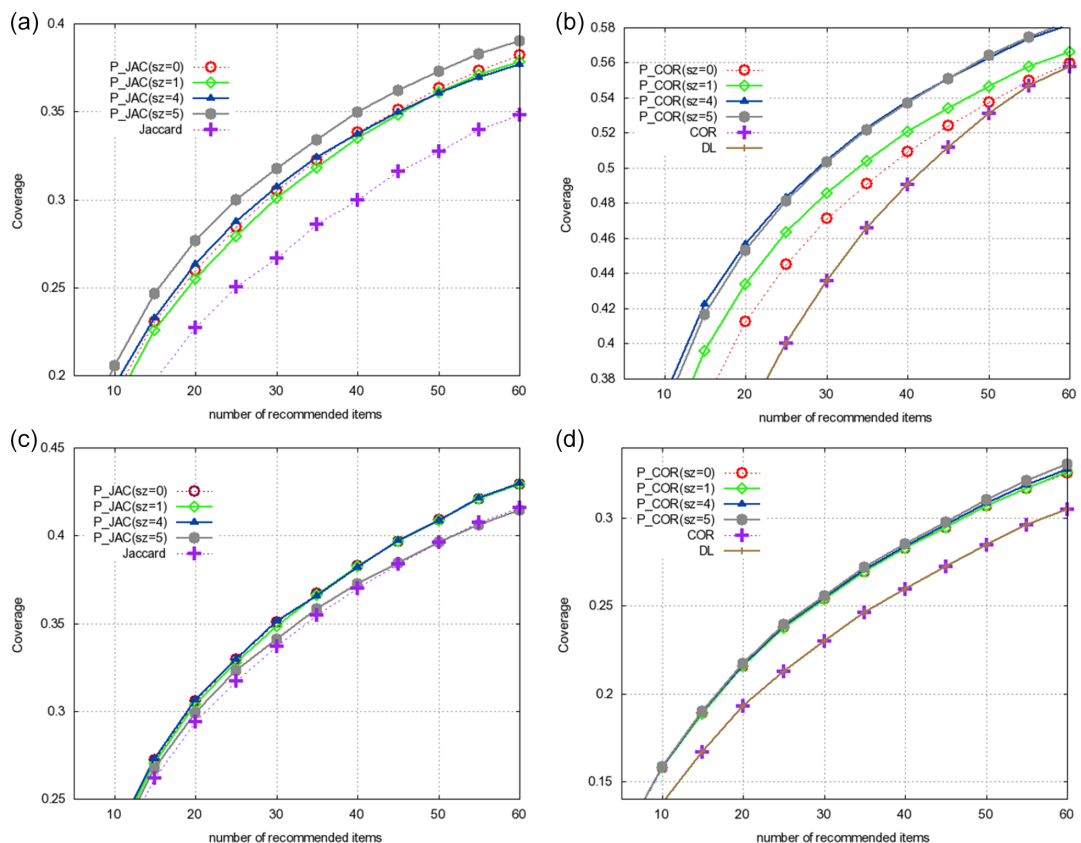 (a)
0.4
0.35
0.3
0.25
0.2
Coverage
P_JAC(sz=0)
P_JAC(sz=1)
P_JAC(sz=4)
P_JAC(sz=5)
Jaccard
10 20 30 40 50 60
number of recommended items
(b)
0.58
0.56
0.54
0.52
0.5
0.48
0.46
0.44
0.42
0.4
0.38
Coverage
P_COR(sz=0)
P_COR(sz=1)
P_COR(sz=4)
P_COR(sz=5)
COR
DL
10 20 30 40 50 60
number of recommended items
(c)
0.45
0.4
0.35
0.3
0.25
Coverage
P_JAC(sz=0)
P_JAC(sz=1)
P_JAC(sz=4)
P_JAC(sz=5)
Jaccard
10 20 30 40 50 60
number of recommended items
(d)
0.3
0.25
0.2
0.15
Coverage
P_COR(sz=0)
P_COR(sz=1)
P_COR(sz=4)
P_COR(sz=5)
COR
DL
10 20 30 40 50 60
number of recommended items